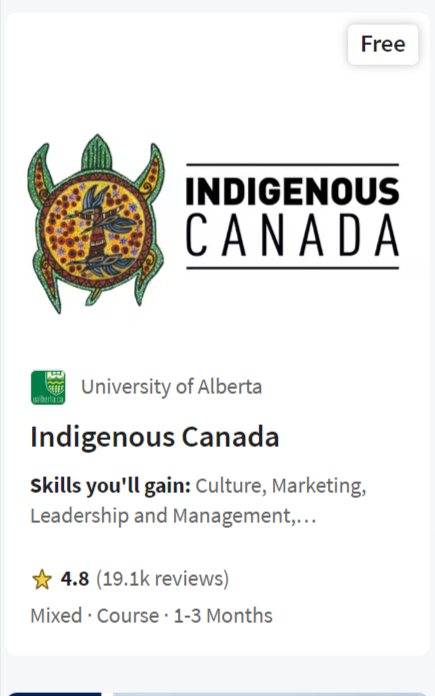 Free
INDIGENOUS
CANADA
University of Alberta
Indigenous Canada
Skills you'll gain: Culture, Marketing,
Leadership and Management,...
4.8 (19.1k reviews)
Mixed · Course · 1-3 Months